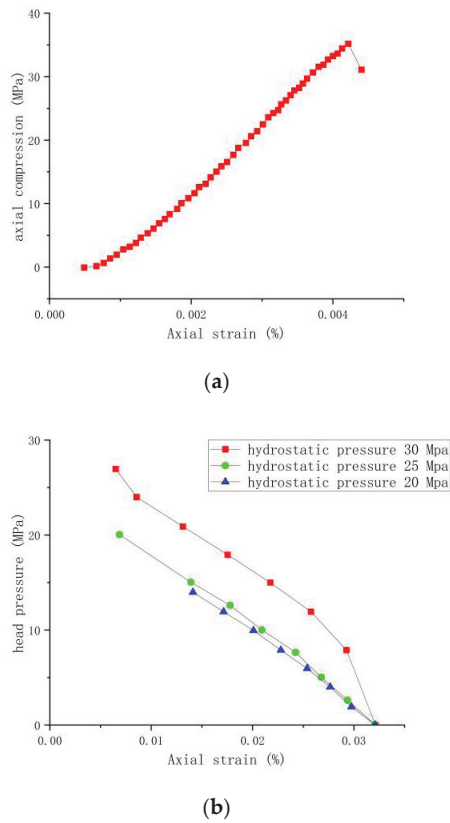 40
30
20
10
0
axial compression (MPa)
0.000
0.002
0.004
Axial strain (%)
(a)
30
20
10
0
head pressure (MPa)
hydrostatic pressure 30 Mpa
hydrostatic pressure 25 Mpa
hydrostatic pressure 20 Mpa
0.00
0.01
0.02
0.03
Axial strain (%)
(b)